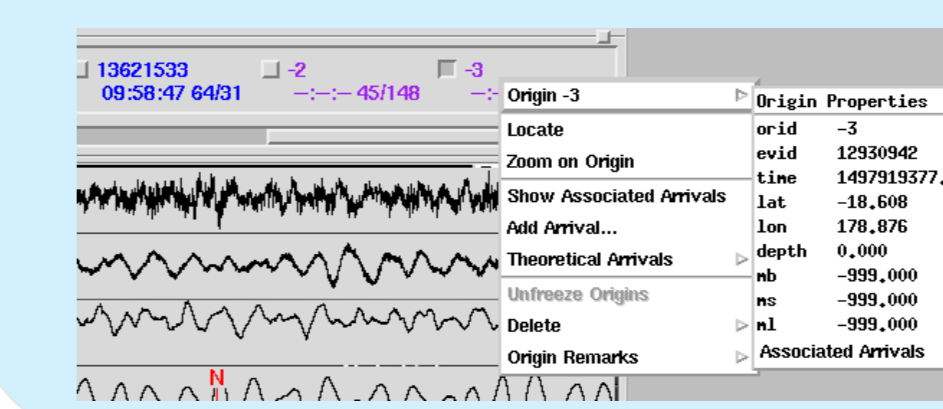 13621533
09:58:47 64/31
-2
-:-:- 45/148
-3
-:-
Origin -3
Locate
Zoom on Origin
Show Associated Arrivals
Add Arrival...
Theoretical Arrivals
Unfreeze Origins
Delete
Origin Remarks
Origin Properties
orid -3
evid 12930942
time 1497919377.
lat -18.608
lon 178.876
depth 0.000
mb -999.000
ms -999.000
ml -999.000
Associated Arrivals
N